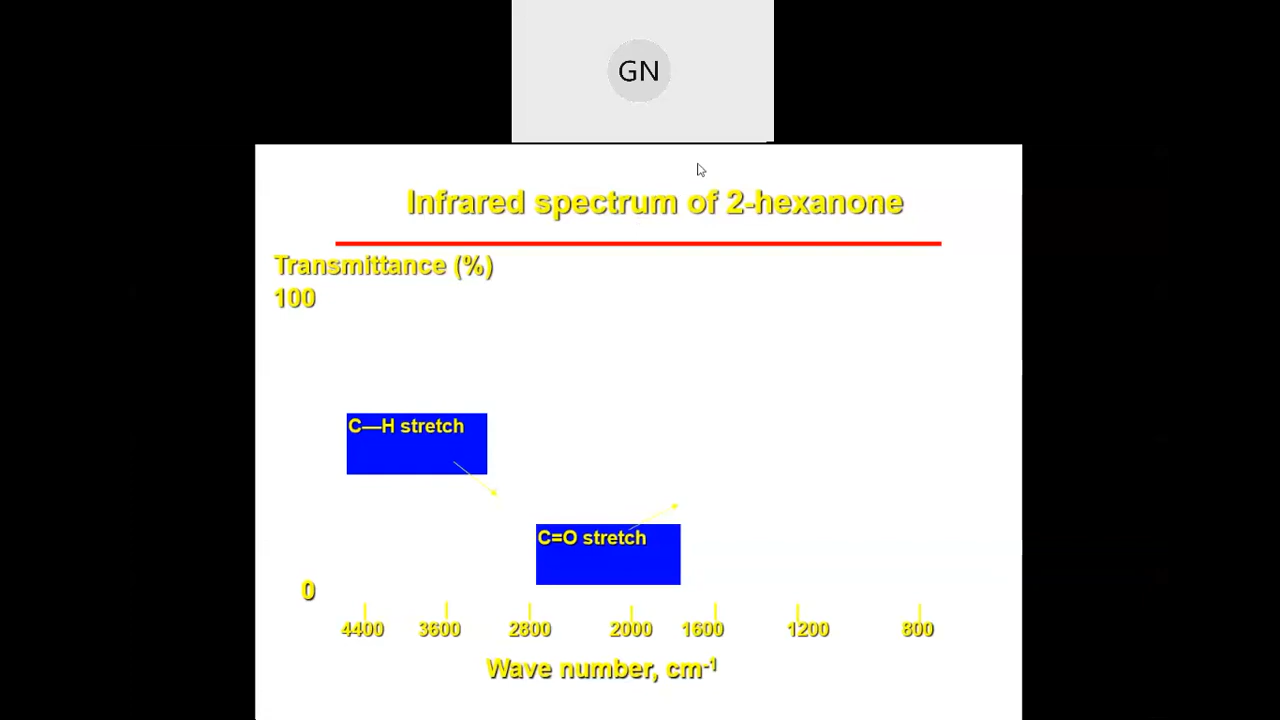 GN
Infrared spectrum of 2-hexanone
Transmittance (%)
100
C—H stretch
C=O stretch
0
4400 3600 2800 2000 1600 1200 800
Wave number, cm-1